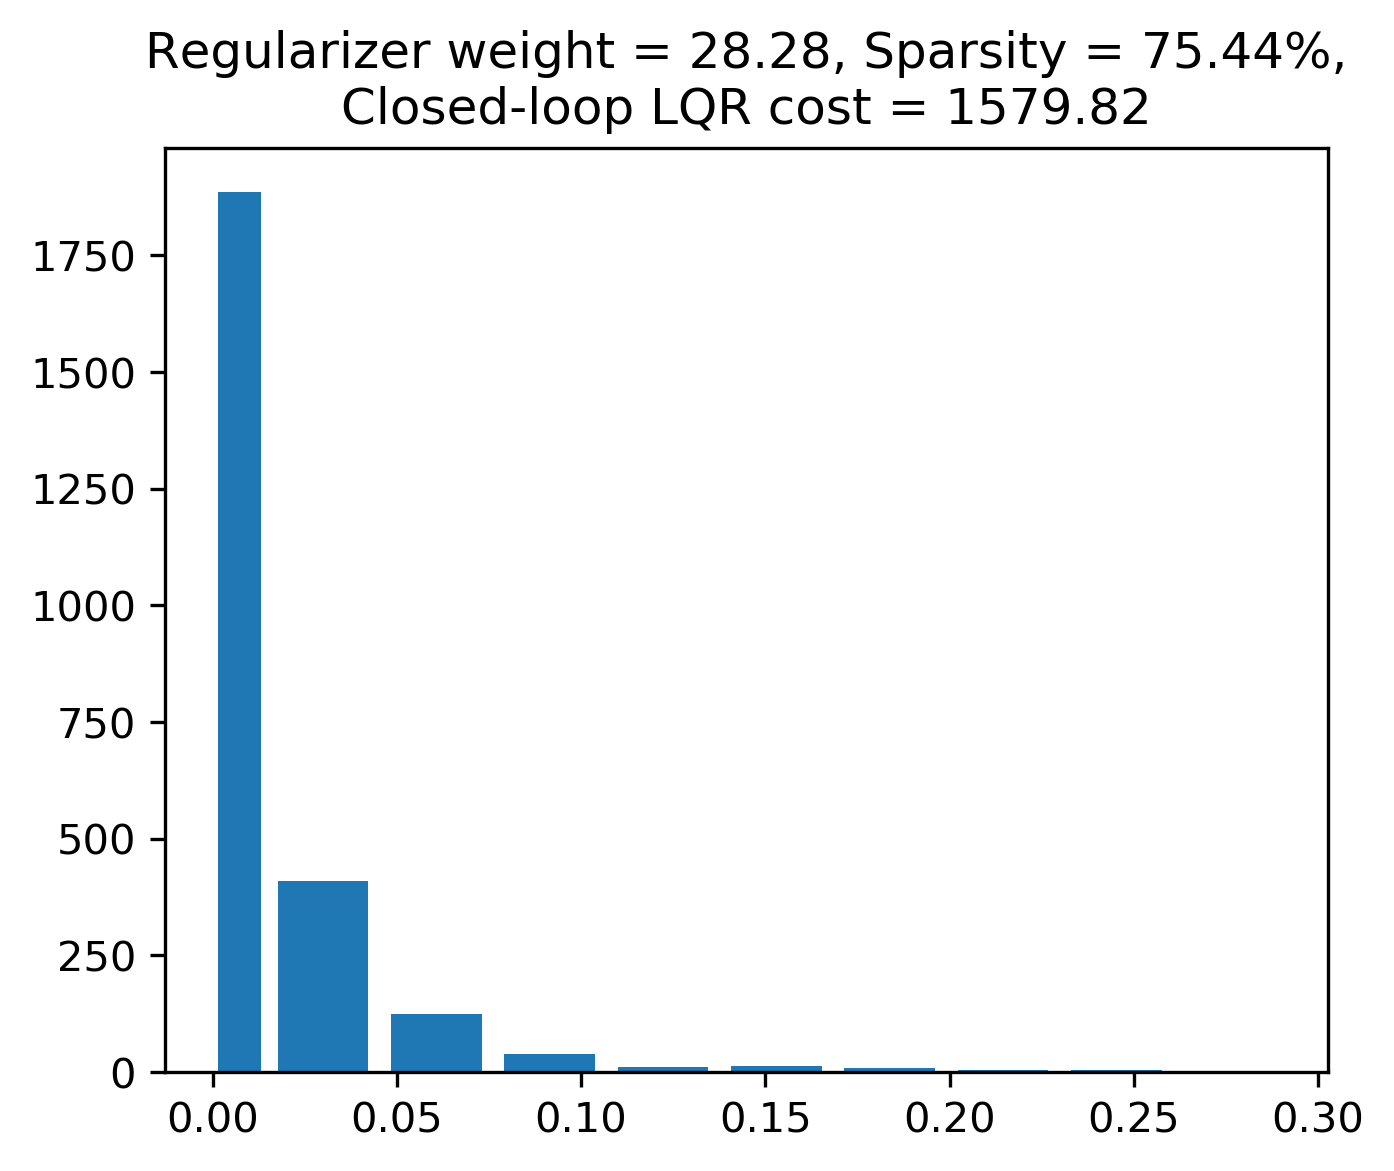 Regularizer weight = 28.28, Sparsity = 75.44%,
Closed-loop LQR cost = 1579.82
1750
1500
1250
1000
750
500
250
0
0.00 0.05 0.10 0.15 0.20 0.25 0.30